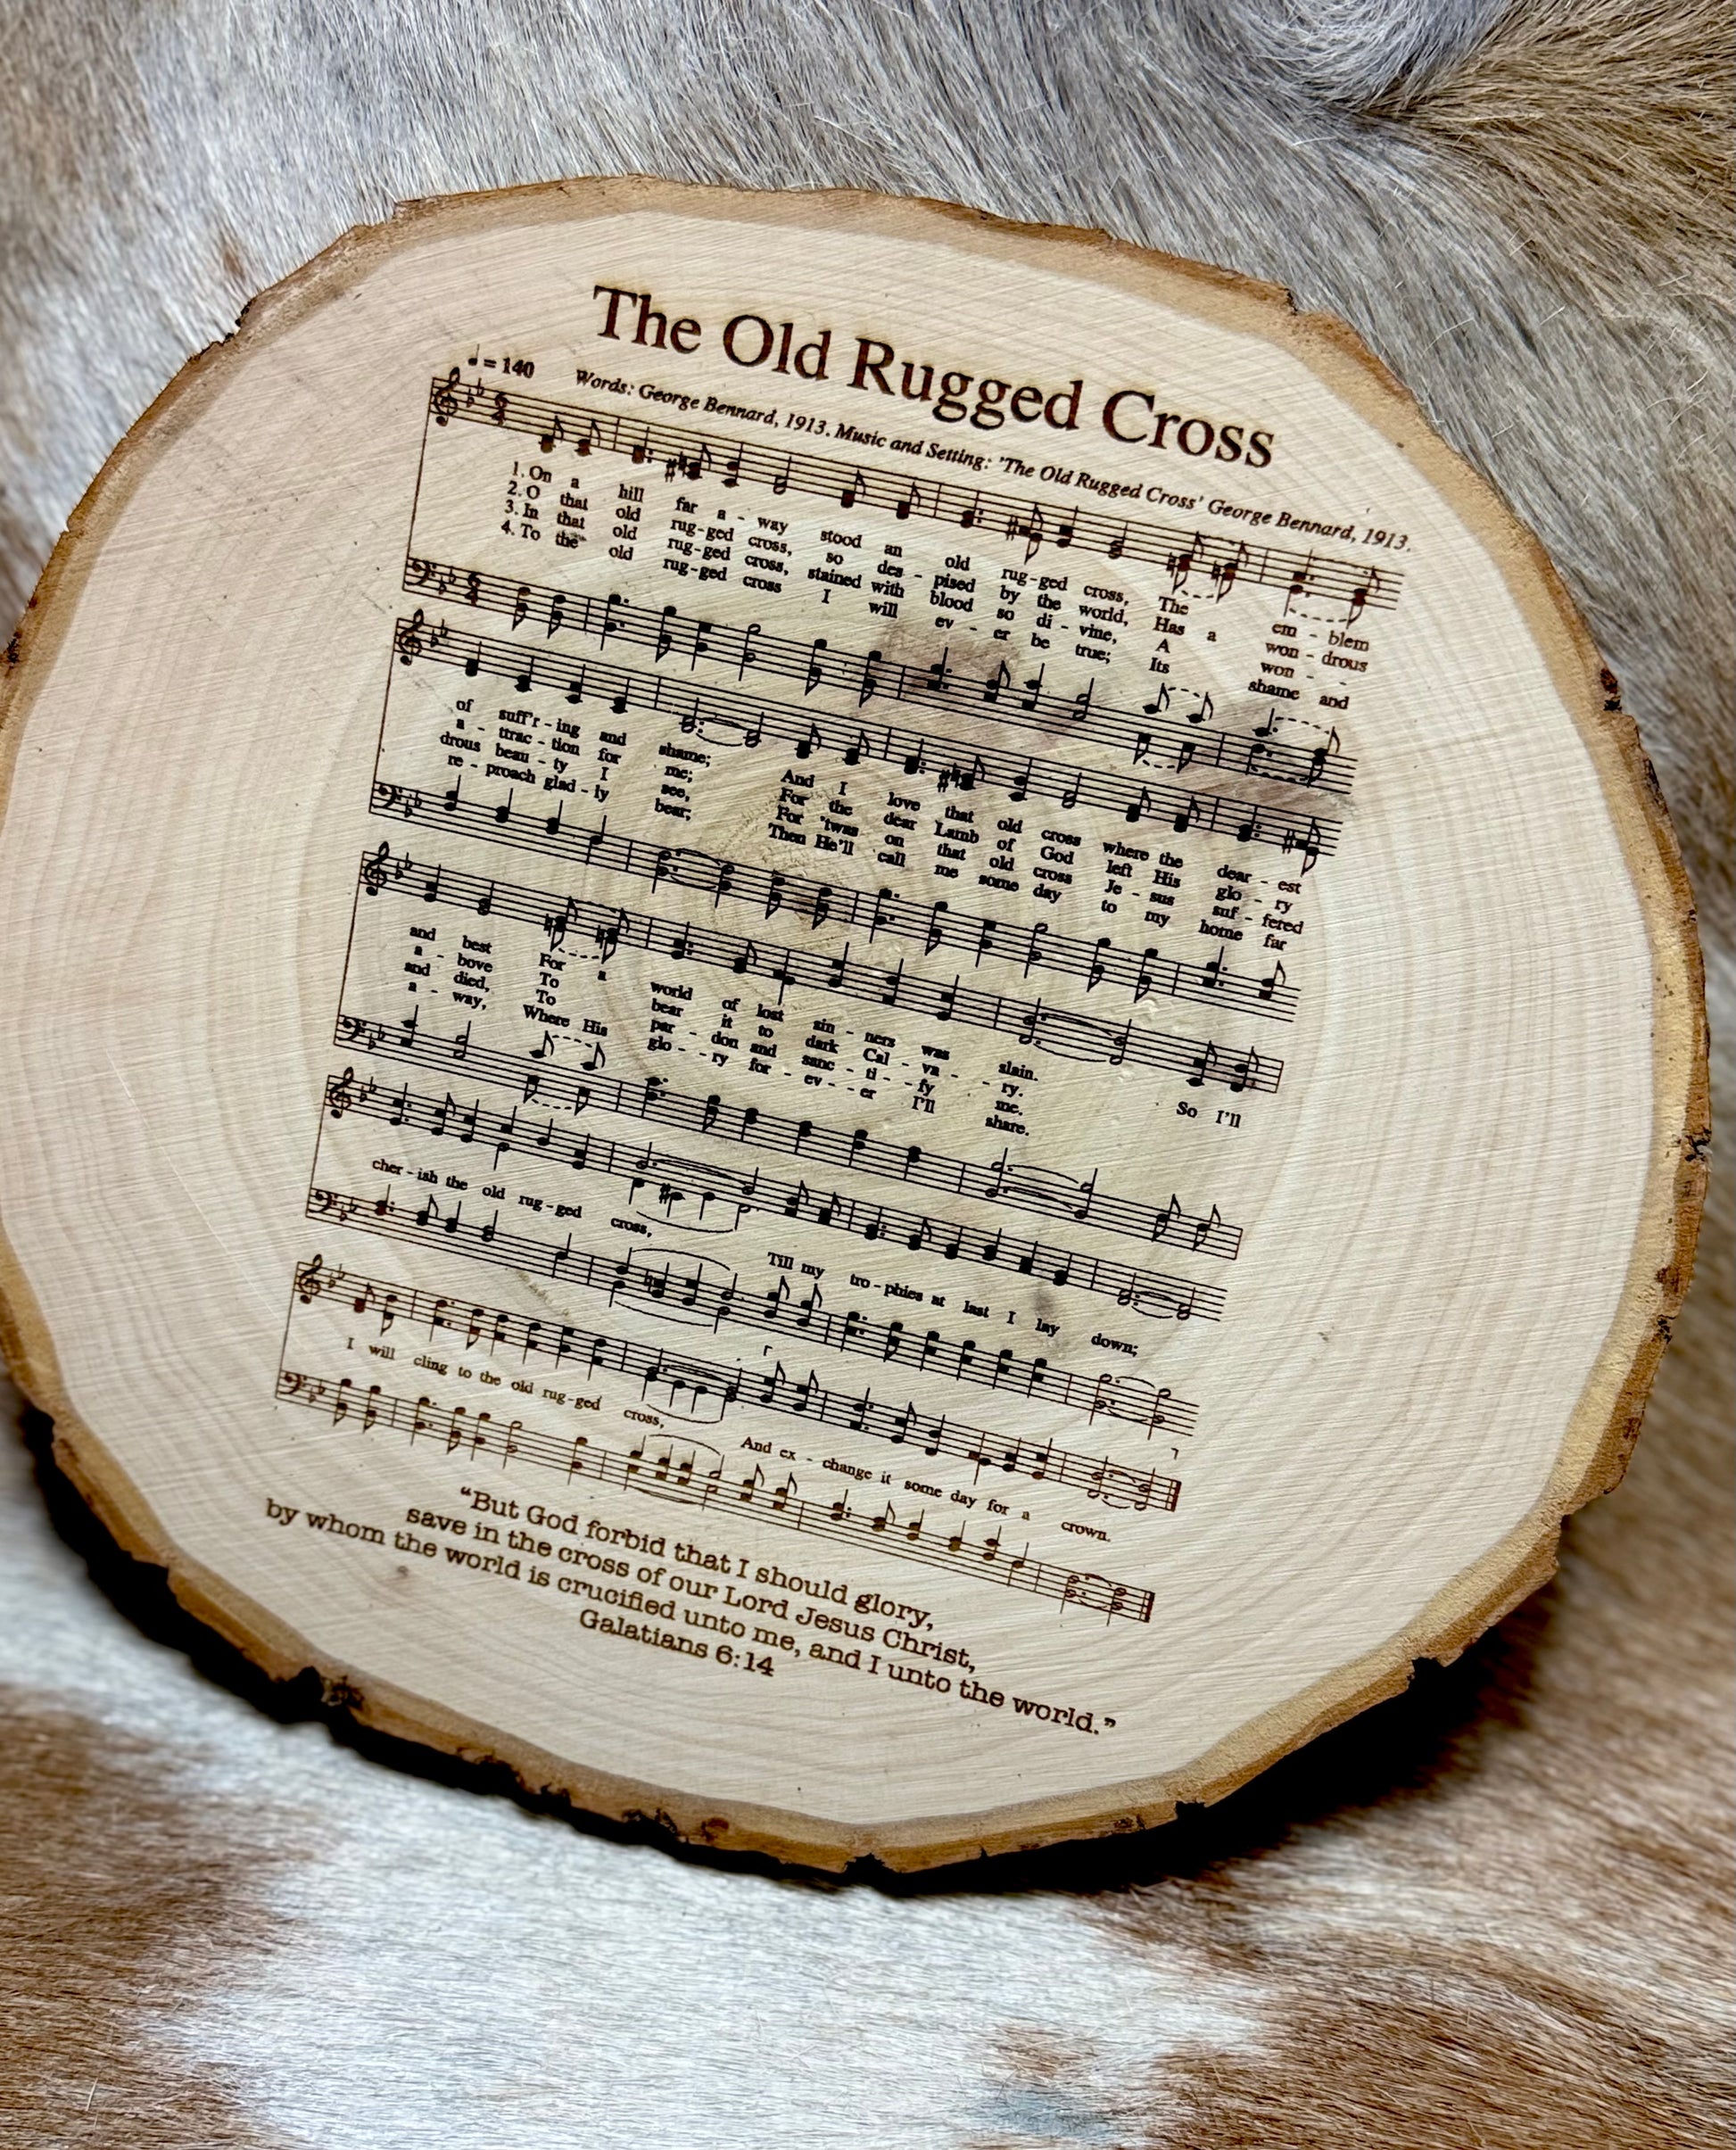 The Old Rugged Cross
♩ = 140
Words: George Bennard, 1913. Music and Setting: 'The Old Rugged Cross' George Bennard, 1913.
1. On a hill far a - way stood an old rug - ged cross, The em - blem
2. O that old rug - ged cross, so des - pised by the world, Has a won - drous
3. In that old rug - ged cross, stained with blood so di - vine, A won - -
4. To the old rug - ged cross I will ev - er be true; Its shame and
of suff'r - ing and shame; And I love that old cross where the dear - est
a - ttrac - tion for me; For the dear Lamb of God left His glo - ry
drous beau - ty I see, For 'twas on that old cross Je - sus suf - fered
re - proach glad - ly bear; Then He'll call me some day to my home far
and best For a world of lost sin - ners was slain. So I'll
a - bove To bear it to dark Cal - va - - ry.
and died, To par - don and sanc - ti - - fy me.
a - way, Where His glo - - ry for - ev - - er I'll share.
cher - ish the old rug - ged cross, Till my tro - phies at last I lay down;
I will cling to the old rug - ged cross, And ex - change it some day for a crown.
“But God forbid that I should glory,
save in the cross of our Lord Jesus Christ,
by whom the world is crucified unto me, and I unto the world.”
Galatians 6:14